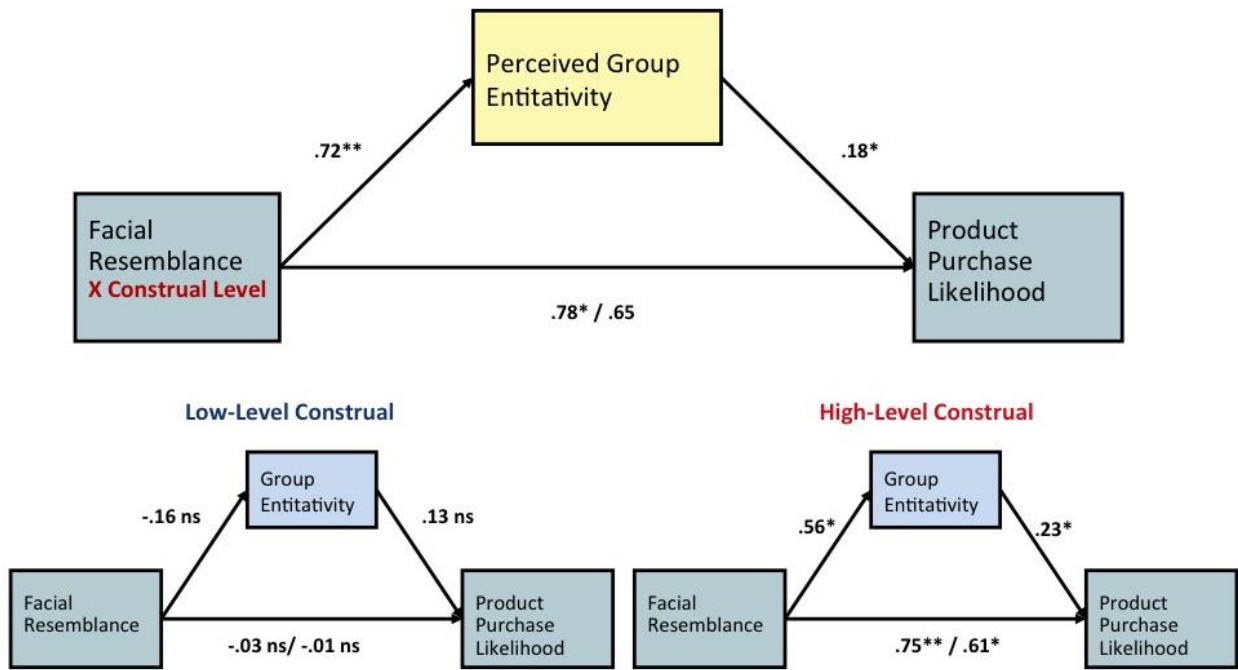 Perceived Group
Entitativity
.72**
.18*
Facial
Resemblance
X Construal Level
Product
Purchase
Likelihood
.78* / .65
Low-Level Construal
Group
Entitativity
-.16 ns
.13 ns
Facial
Resemblance
Product
Purchase
Likelihood
-.03 ns/ -.01 ns
High-Level Construal
Group
Entitativity
.56*
.23*
Facial
Resemblance
Product
Purchase
Likelihood
.75** / .61*